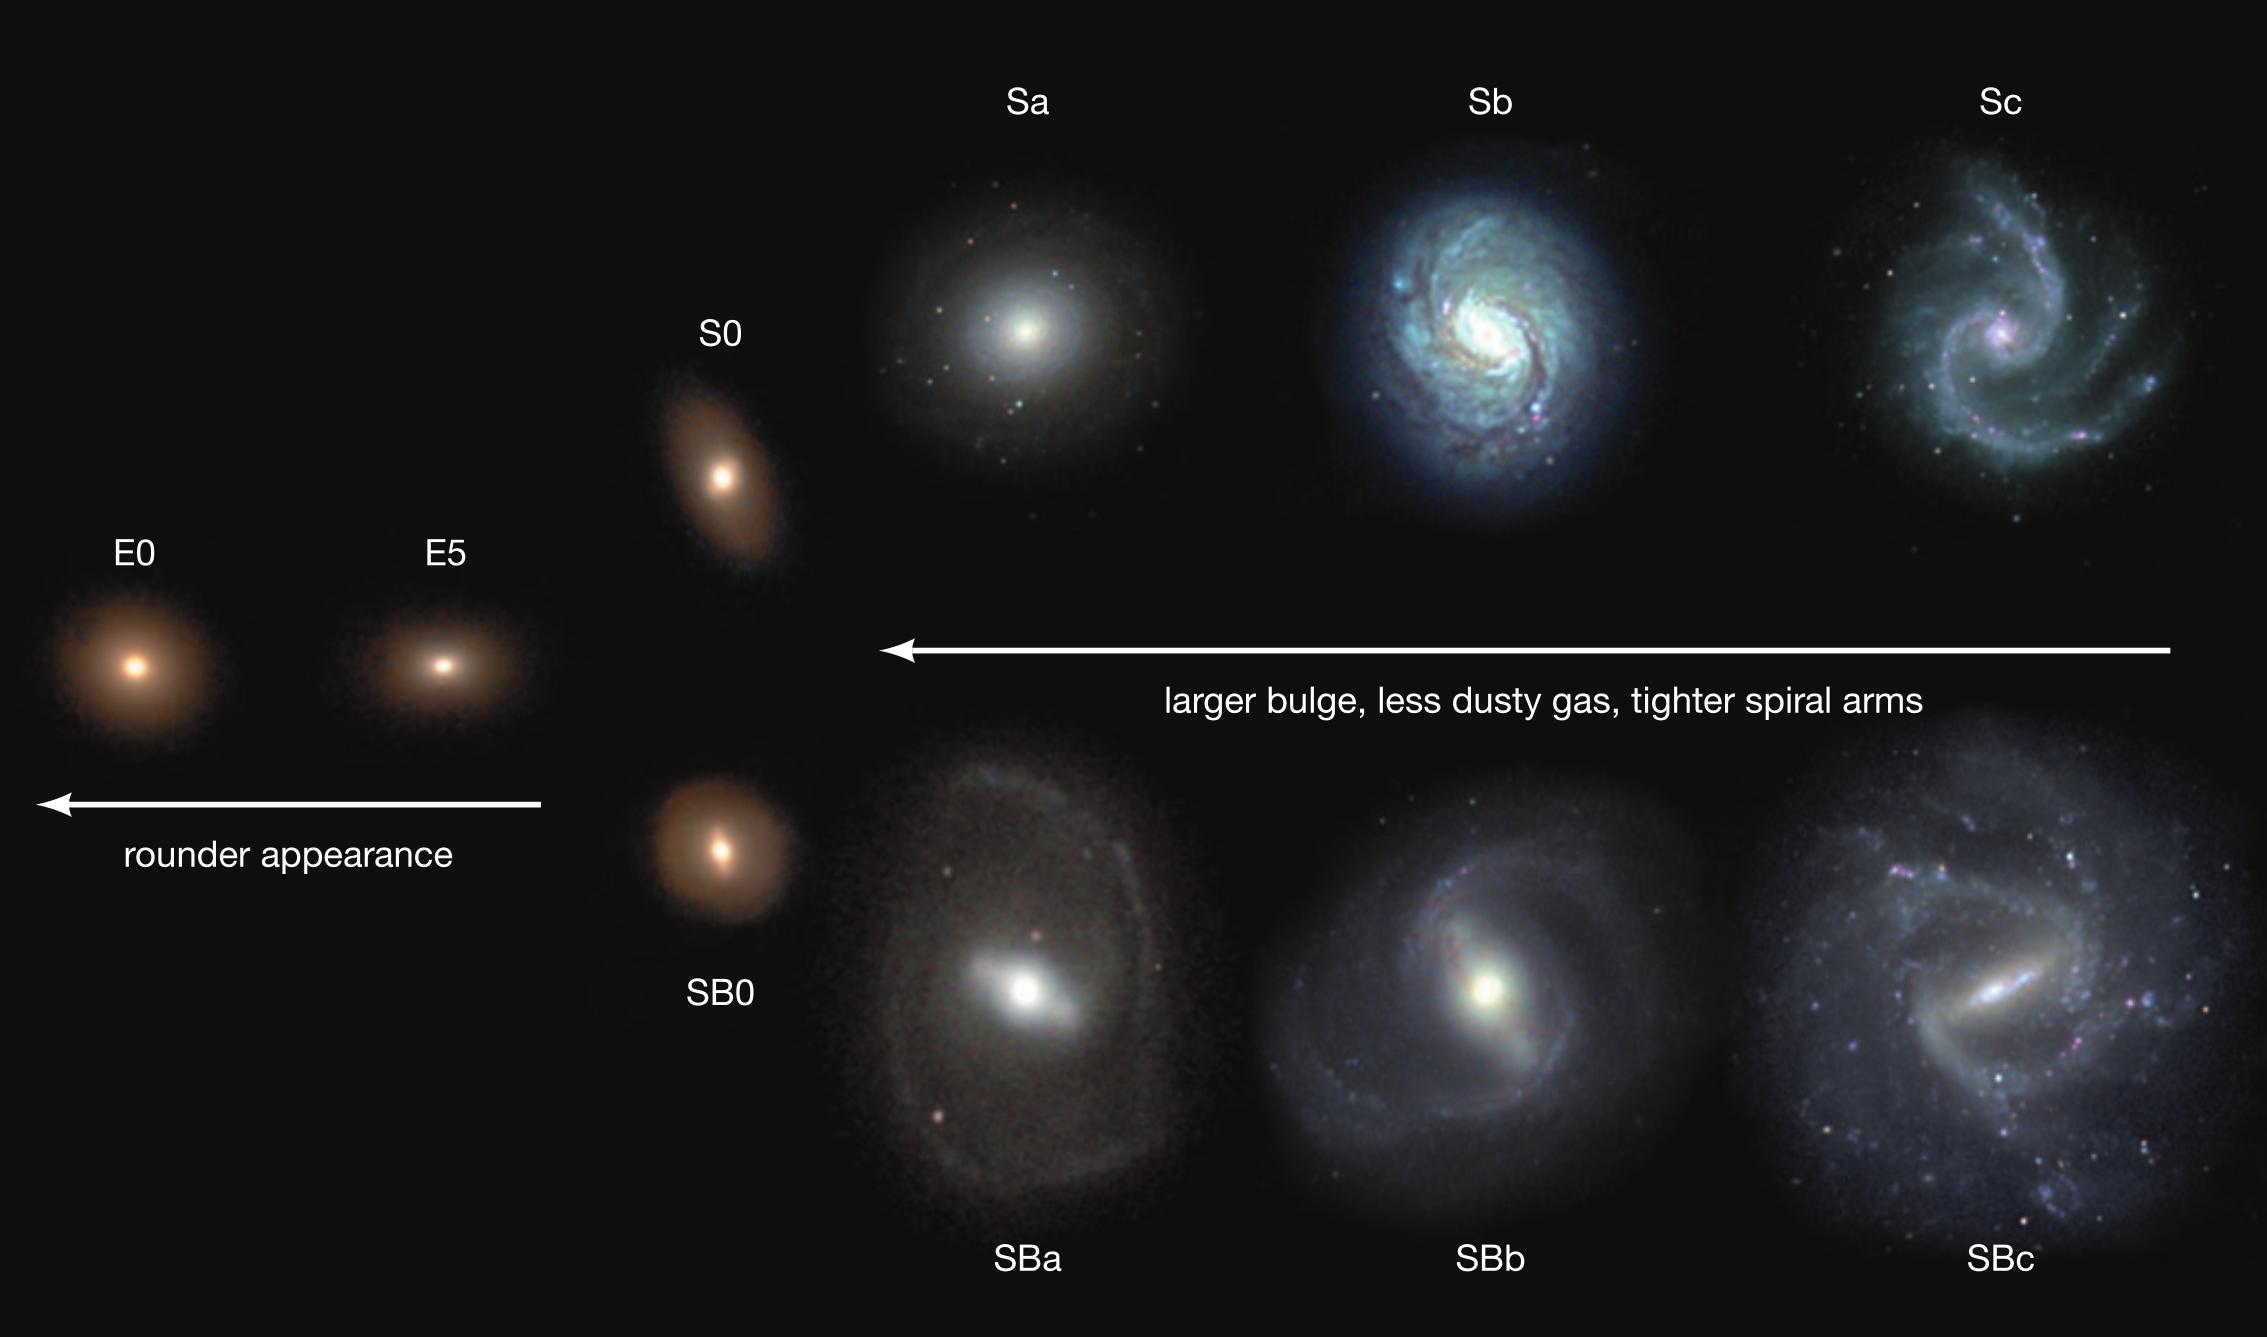 Sa
Sb
Sc
S0
E0
E5
larger bulge, less dusty gas, tighter spiral arms
rounder appearance
SB0
SBa
SBb
SBc